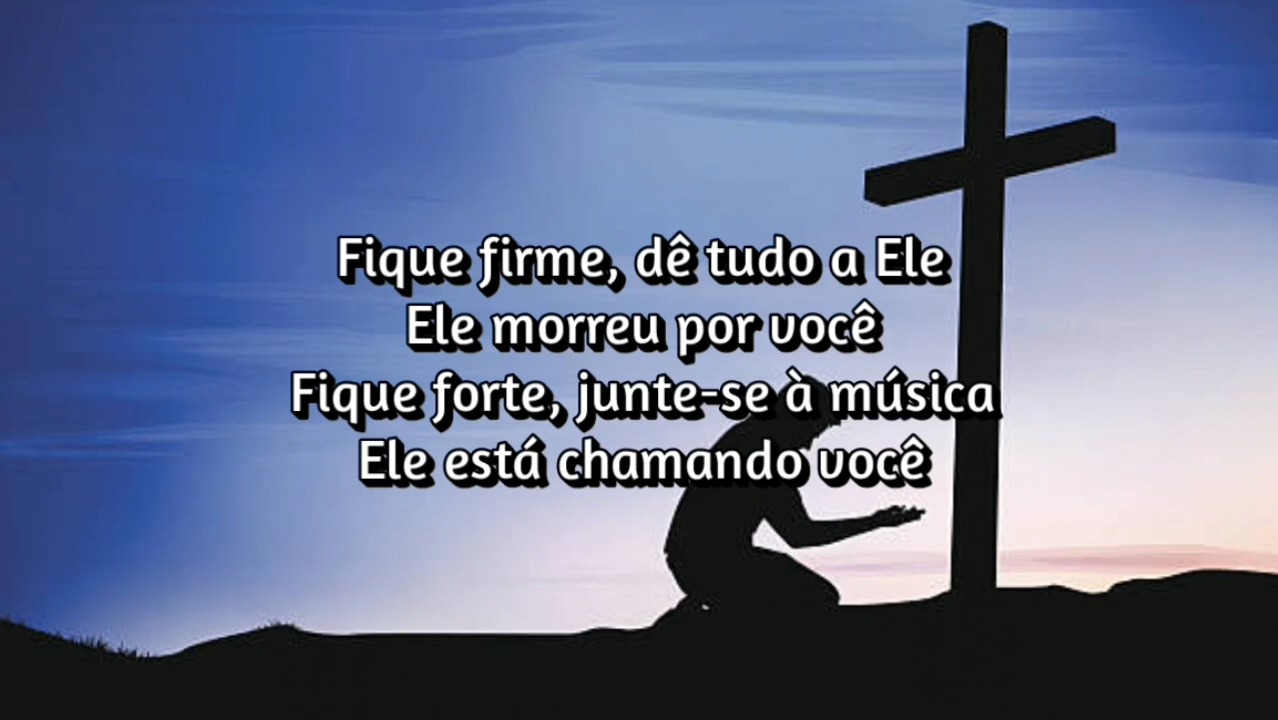 Fique firme, dê tudo a Ele
Ele morreu por você
Fique forte, junte-se à música
Ele está chamando você